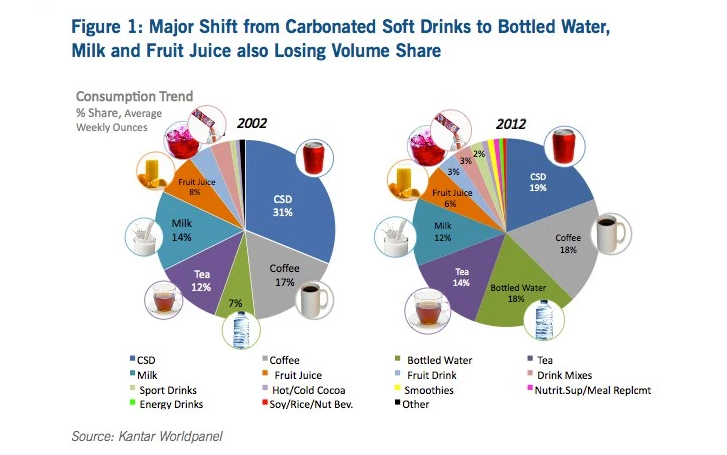 Figure 1: Major Shift from Carbonated Soft Drinks to Bottled Water,
Milk and Fruit Juice also Losing Volume Share
Consumption Trend
% Share, Average
Weekly Ounces
2002
CSD
31%
Coffee
17%
7%
Tea
12%
Milk
14%
Fruit Juice
8%
2012
CSD
19%
Coffee
18%
Bottled Water
18%
Tea
14%
Milk
12%
Fruit Juice
6%
3%
3%
2%
CSD
Coffee
Bottled Water
Tea
Milk
Fruit Juice
Fruit Drink
Drink Mixes
Sport Drinks
Hot/Cold Cocoa
Smoothies
Nutrit.Sup/Meal Replcmt
Energy Drinks
Soy/Rice/Nut Bev.
Other
Source: Kantar Worldpanel